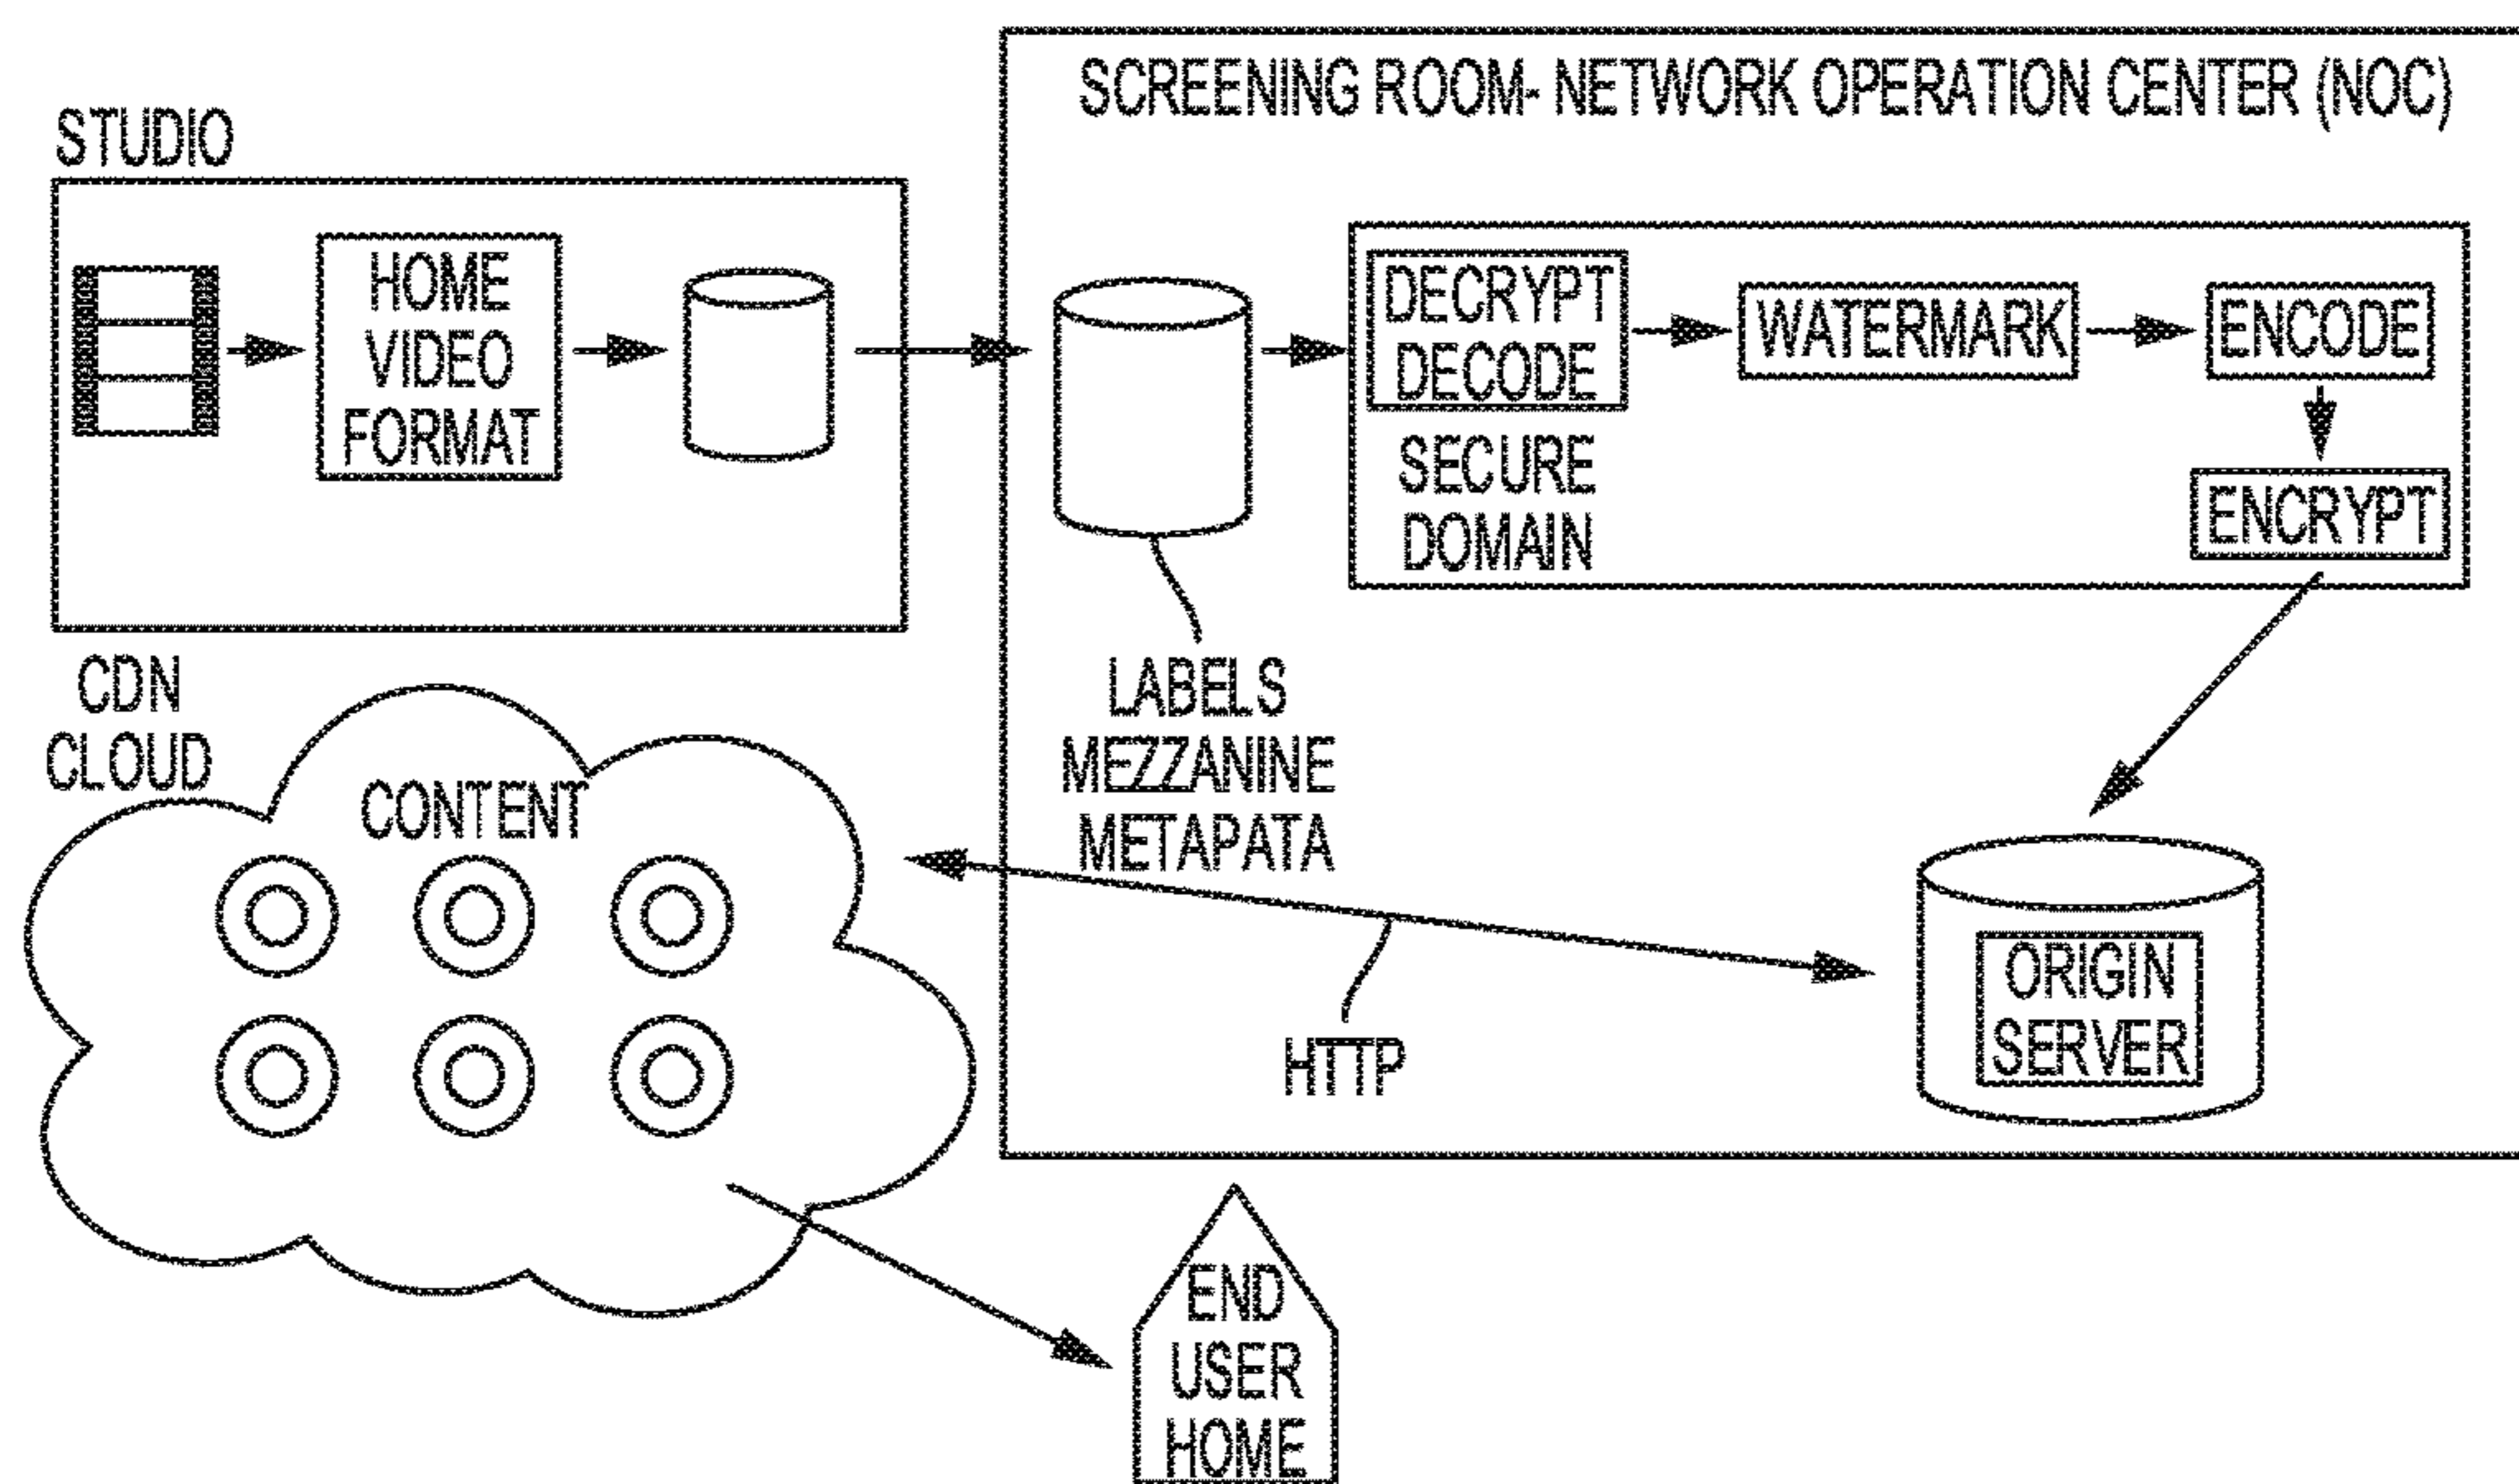 SCREENING ROOM- NETWORK OPERATION CENTER (NOC)
STUDIO
HOME
VIDEO
FORMAT
DECRYPT
DECODE
SECURE
DOMAIN
WATERMARK
ENCODE
ENCRYPT
LABELS
MEZZANINE
METAPATA
CDN
CLOUD
CONTENT
HTTP
ORIGIN
SERVER
END
USER
HOME